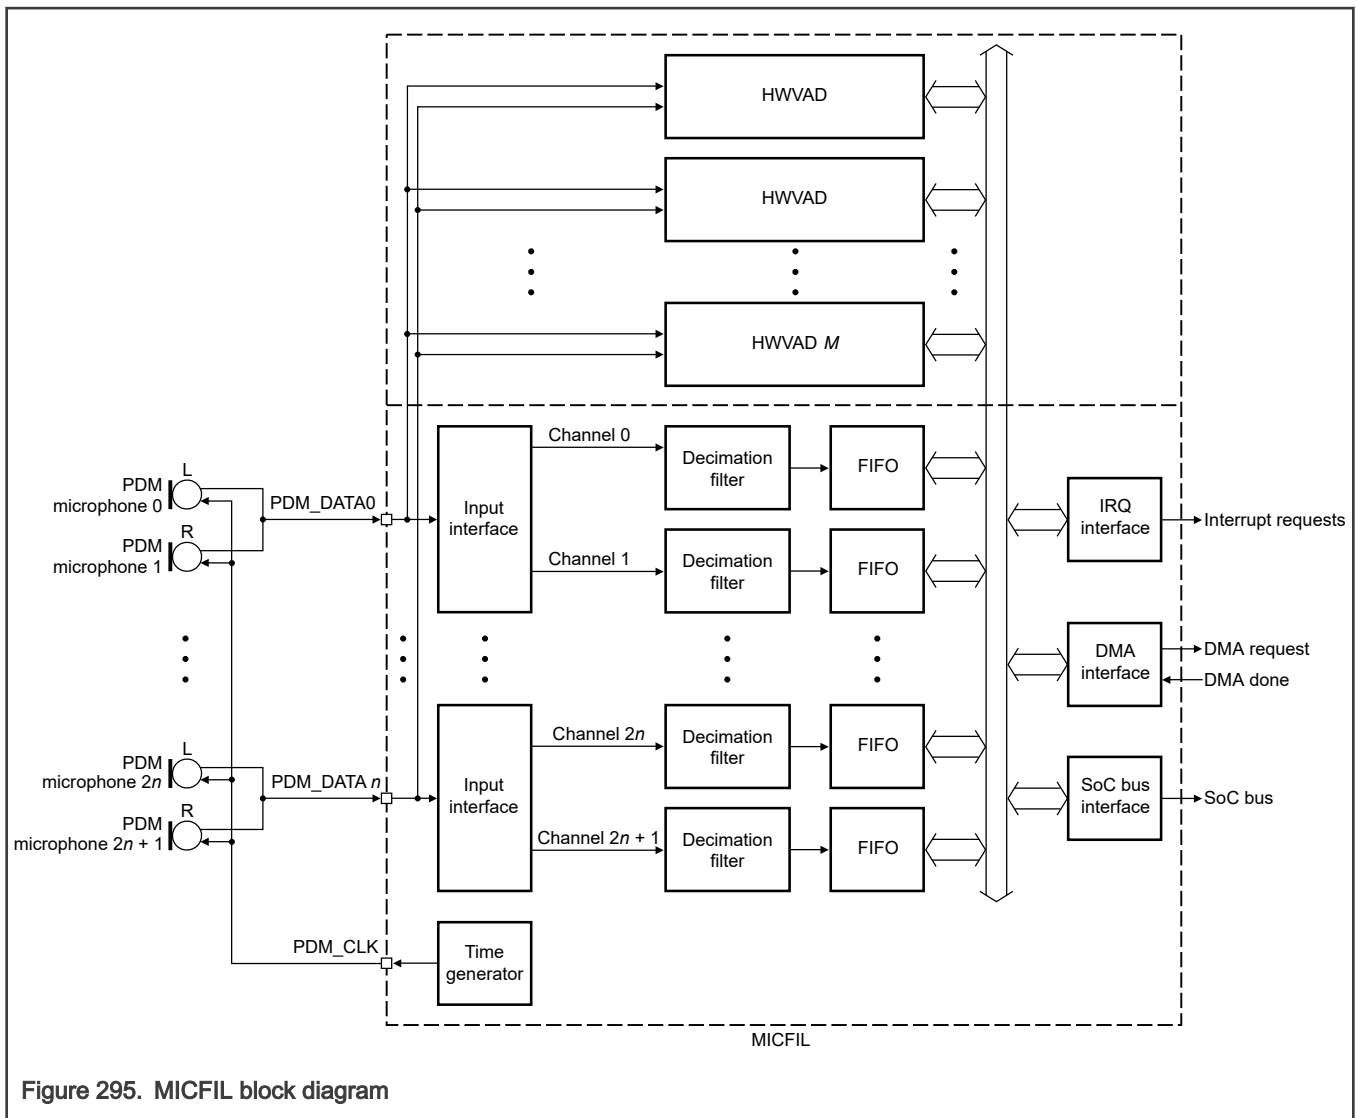 HWVAD
HWVAD
HWVAD M
L
PDM
microphone 0
R
PDM
microphone 1
PDM_DATA0
Input
interface
Channel 0
Decimation
filter
FIFO
Channel 1
Decimation
filter
FIFO
IRQ
interface
Interrupt requests
DMA
interface
DMA request
DMA done
L
PDM
microphone 2n
R
PDM
microphone 2n + 1
PDM_DATA n
Input
interface
Channel 2n
Decimation
filter
FIFO
Channel 2n + 1
Decimation
filter
FIFO
SoC bus
interface
SoC bus
PDM_CLK
Time
generator
MICFIL
Figure 295. MICFIL block diagram